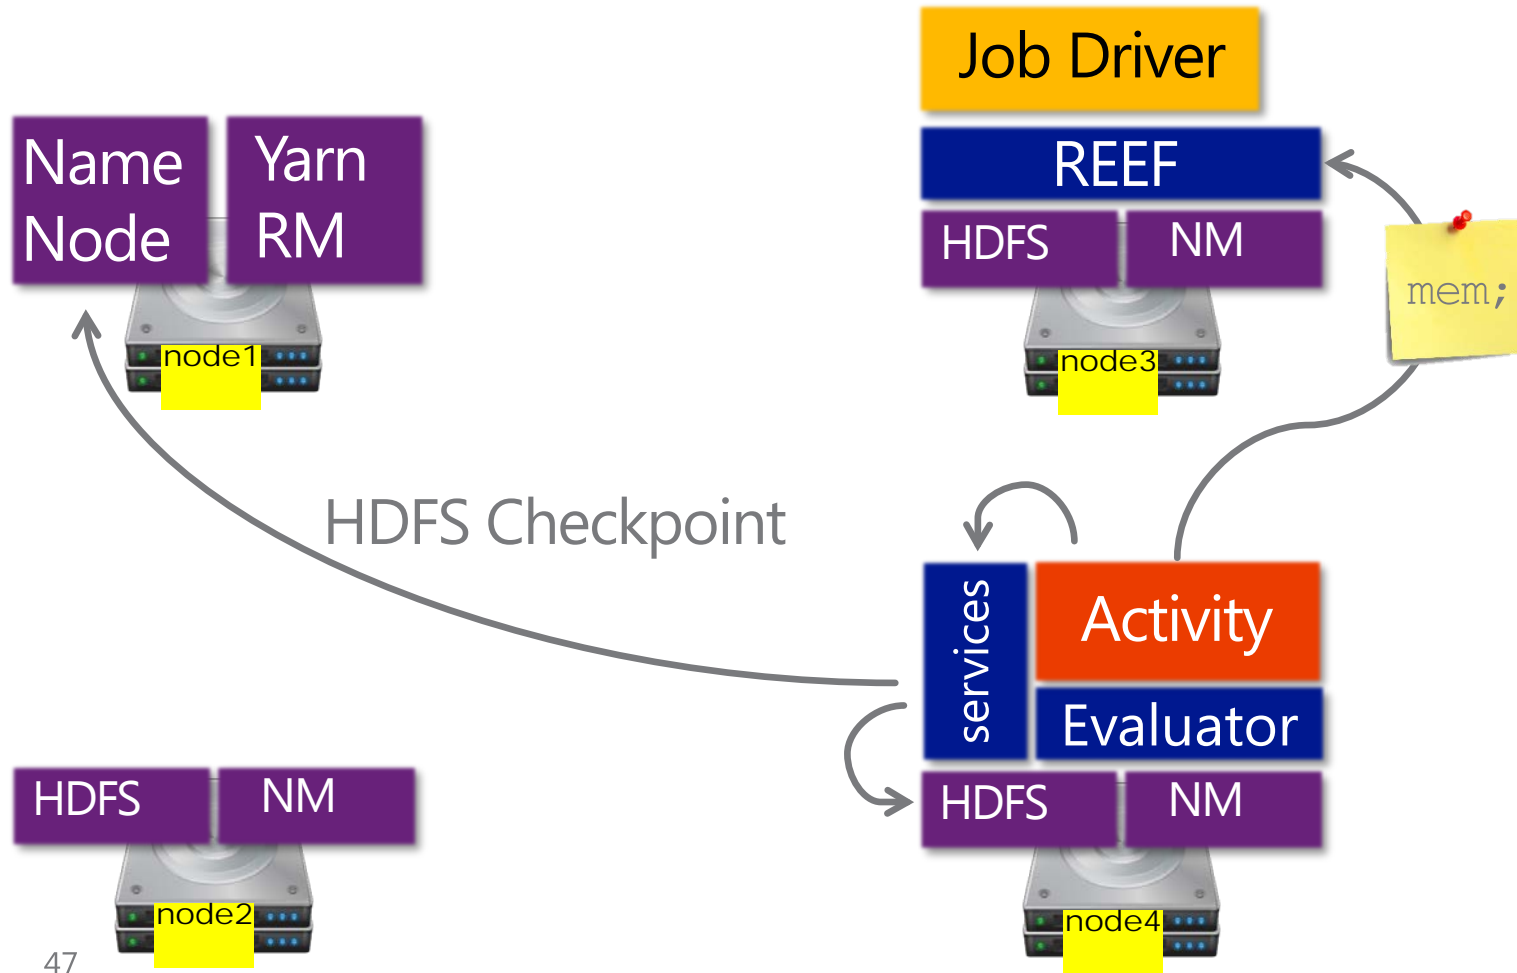 Job Driver
REEF
HDFS
NM
mem;
node3
Name
Node
Yarn
RM
node1
HDFS Checkpoint
services
Activity
Evaluator
HDFS
NM
node4
HDFS
NM
node2
47